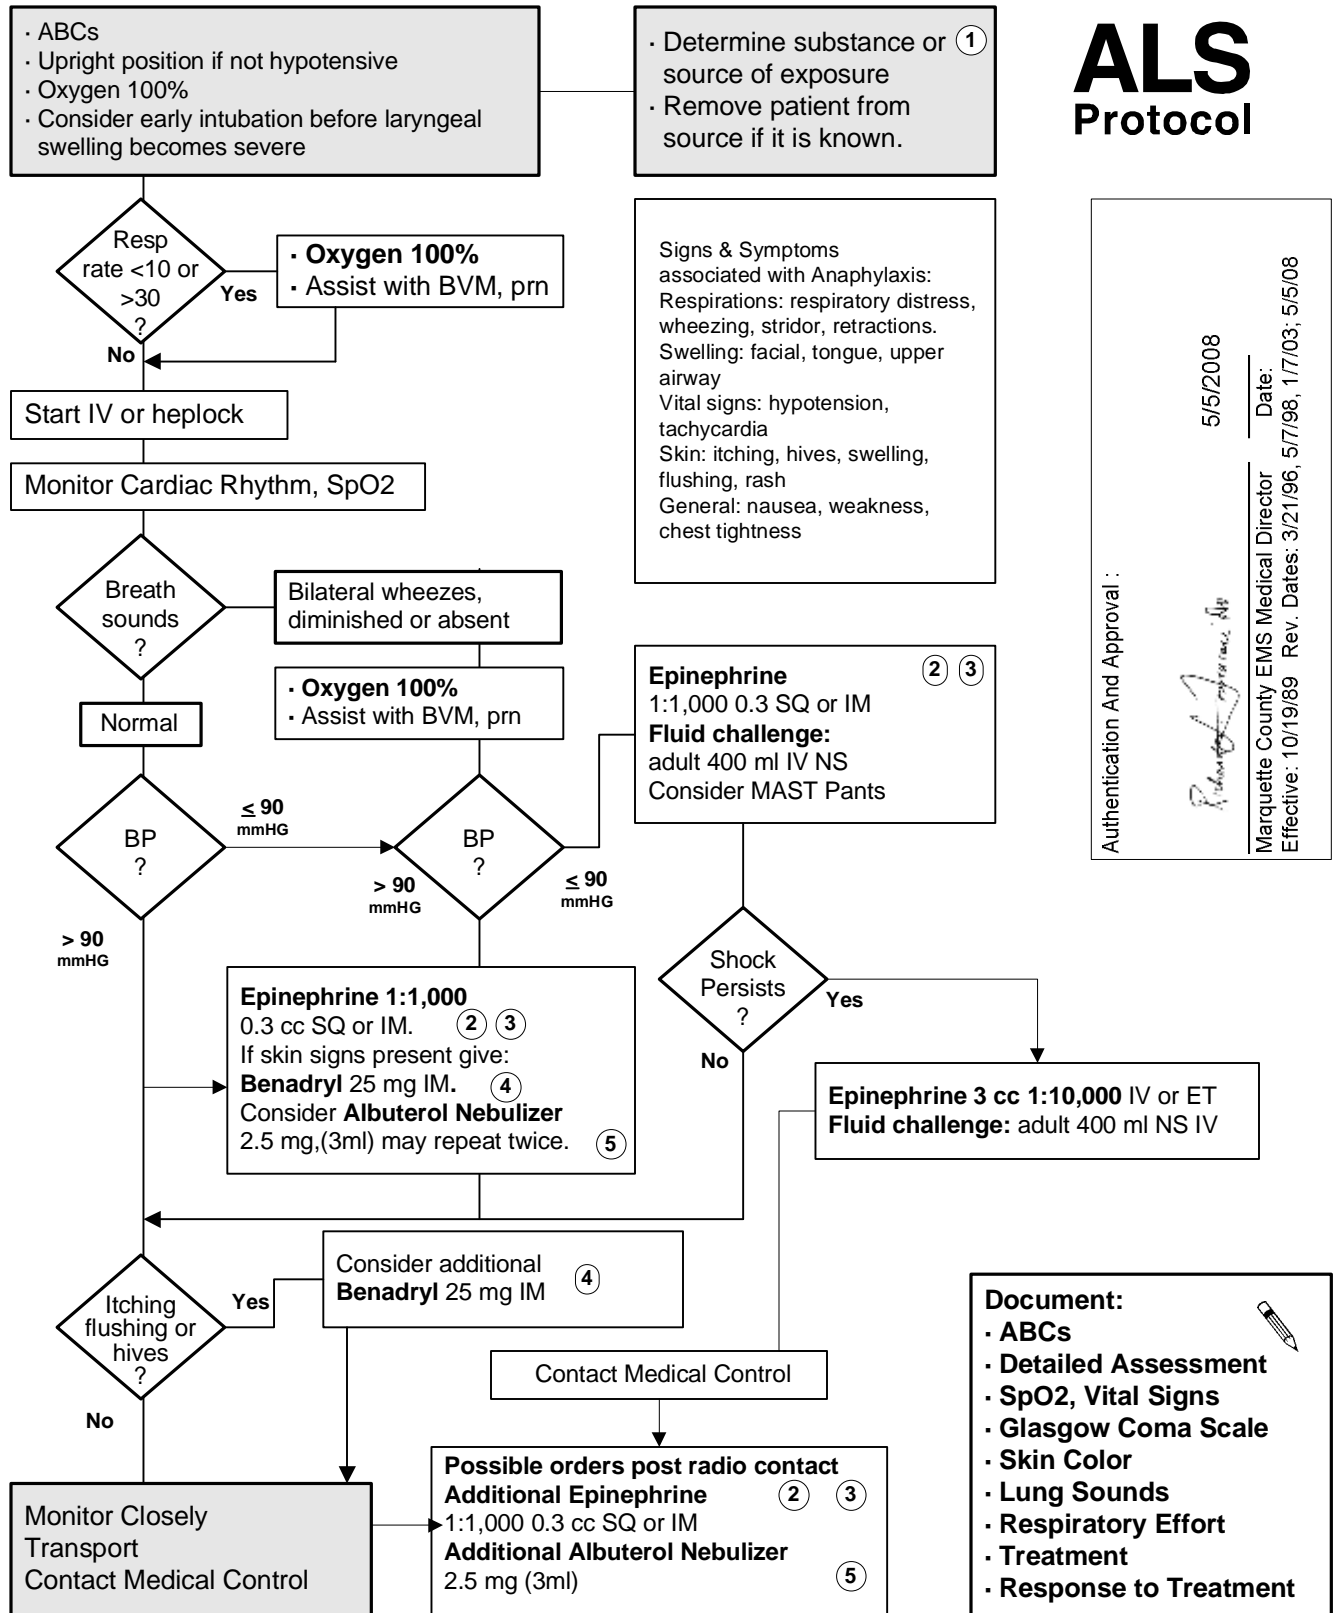 · ABCs
· Upright position if not hypotensive
· Oxygen 100%
· Consider early intubation before laryngeal
swelling becomes severe
· Determine substance or ①
source of exposure
· Remove patient from
source if it is known.
ALS
Protocol
Resp
rate <10 or
>30
?
Yes
No
· Oxygen 100%
· Assist with BVM, prn
Signs & Symptoms
associated with Anaphylaxis:
Respirations: respiratory distress,
wheezing, stridor, retractions.
Swelling: facial, tongue, upper
airway
Vital signs: hypotension,
tachycardia
Skin: itching, hives, swelling,
flushing, rash
General: nausea, weakness,
chest tightness
Authentication And Approval :
5/5/2008
Marquette County EMS Medical Director Date:
Effective: 10/19/89 Rev. Dates: 3/21/96, 5/7/98, 1/7/03; 5/5/08
Start IV or heplock
Monitor Cardiac Rhythm, SpO2
Breath
sounds
?
Bilateral wheezes,
diminished or absent
· Oxygen 100%
· Assist with BVM, prn
Normal
Epinephrine ② ③
1:1,000 0.3 SQ or IM
Fluid challenge:
adult 400 ml IV NS
Consider MAST Pants
BP
?
≤ 90
mmHG
> 90
mmHG
BP
?
> 90
mmHG
≤ 90
mmHG
Shock
Persists
?
Yes
No
Epinephrine 1:1,000
0.3 cc SQ or IM. ② ③
If skin signs present give:
Benadryl 25 mg IM. ④
Consider Albuterol Nebulizer
2.5 mg,(3ml) may repeat twice. ⑤
Epinephrine 3 cc 1:10,000 IV or ET
Fluid challenge: adult 400 ml NS IV
Itching
flushing or
hives
?
Yes
No
Consider additional
Benadryl 25 mg IM ④
Contact Medical Control
Possible orders post radio contact
Additional Epinephrine ② ③
1:1,000 0.3 cc SQ or IM
Additional Albuterol Nebulizer
2.5 mg (3ml) ⑤
Monitor Closely
Transport
Contact Medical Control
Document:
· ABCs
· Detailed Assessment
· SpO2, Vital Signs
· Glasgow Coma Scale
· Skin Color
· Lung Sounds
· Respiratory Effort
· Treatment
· Response to Treatment